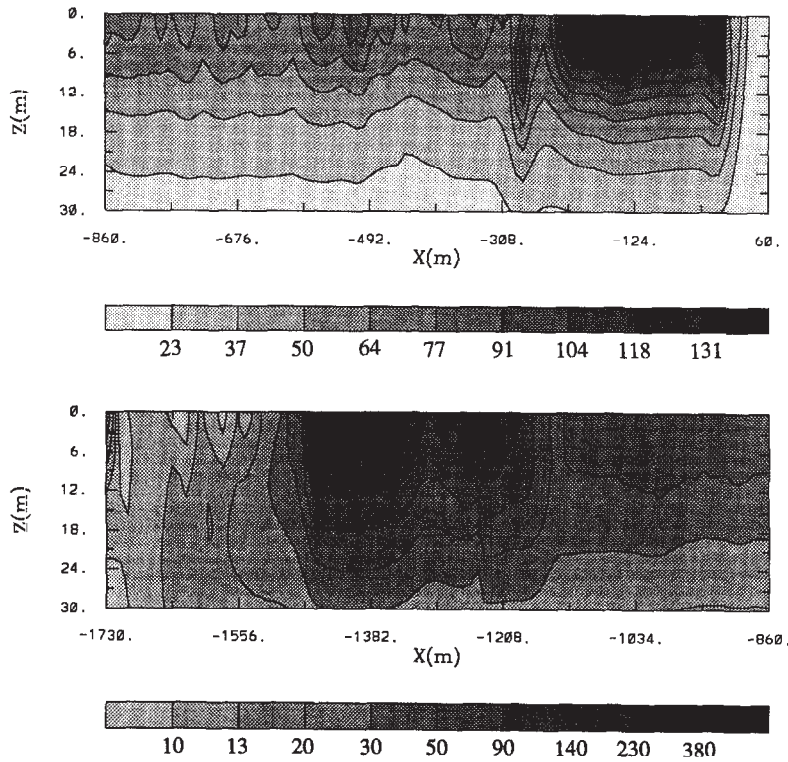 0.
6.
12.
18.
24.
30.
Z(m)
-860. -676. -492. -308. -124. 60.
X(m)
23 37 50 64 77 91 104 118 131
0.
6.
12.
18.
24.
30.
Z(m)
-1730. -1556. -1382. -1208. -1034. -860.
X(m)
10 13 20 30 50 90 140 230 380